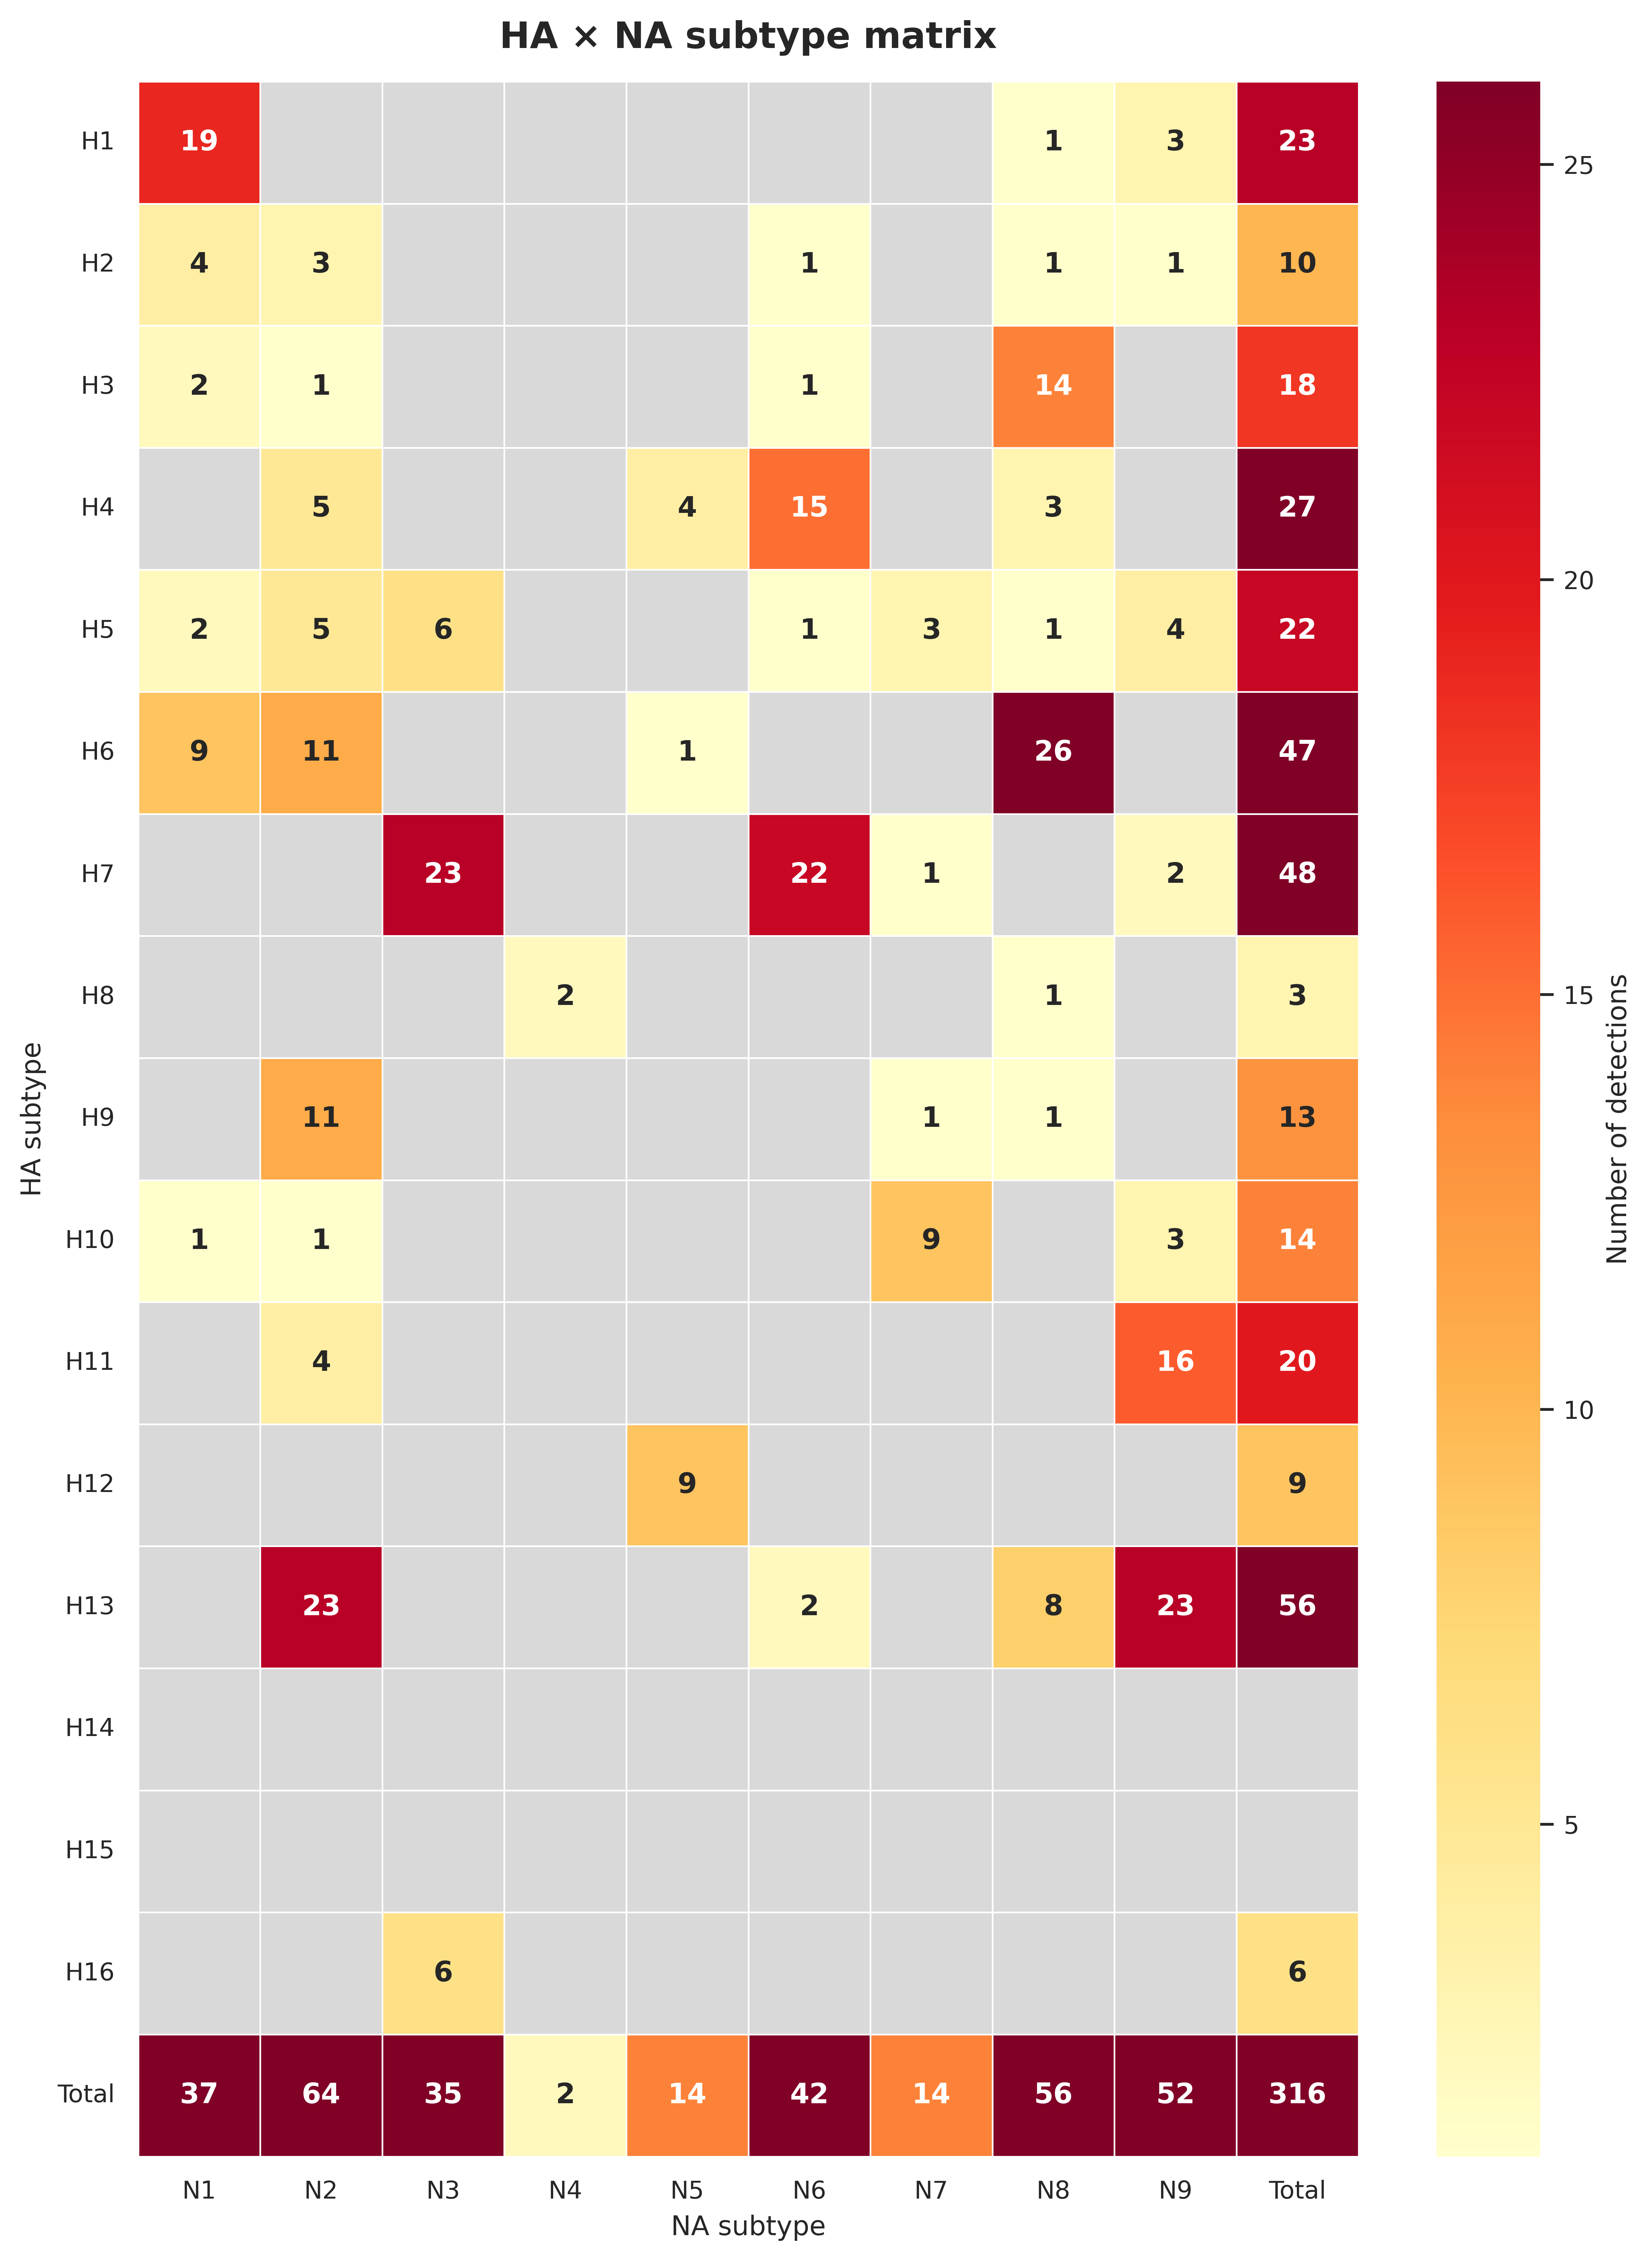 HA × NA subtype matrix
H1 19 1 3 23
H2 4 3 1 1 1 10
H3 2 1 1 14 18
H4 5 4 15 3 27
H5 2 5 6 1 3 1 4 22
H6 9 11 1 26 47
H7 23 22 1 2 48
H8 2 1 3
H9 11 1 1 13
H10 1 1 9 3 14
H11 4 16 20
H12 9 9
H13 23 2 8 23 56
H14
H15
H16 6 6
Total 37 64 35 2 14 42 14 56 52 316
N1 N2 N3 N4 N5 N6 N7 N8 N9 Total
NA subtype
HA subtype
25
20
15
10
5
Number of detections